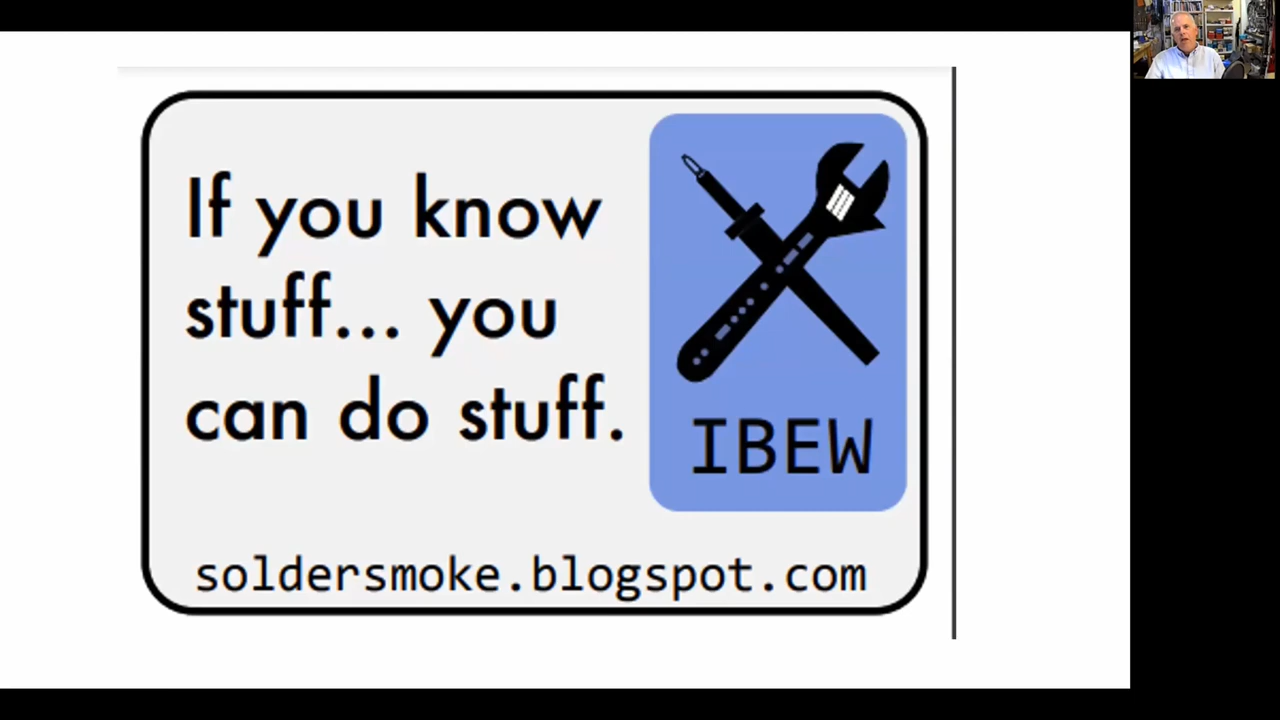 If you know
stuff... you
can do stuff.
IBEW
soldersmoke.blogspot.com